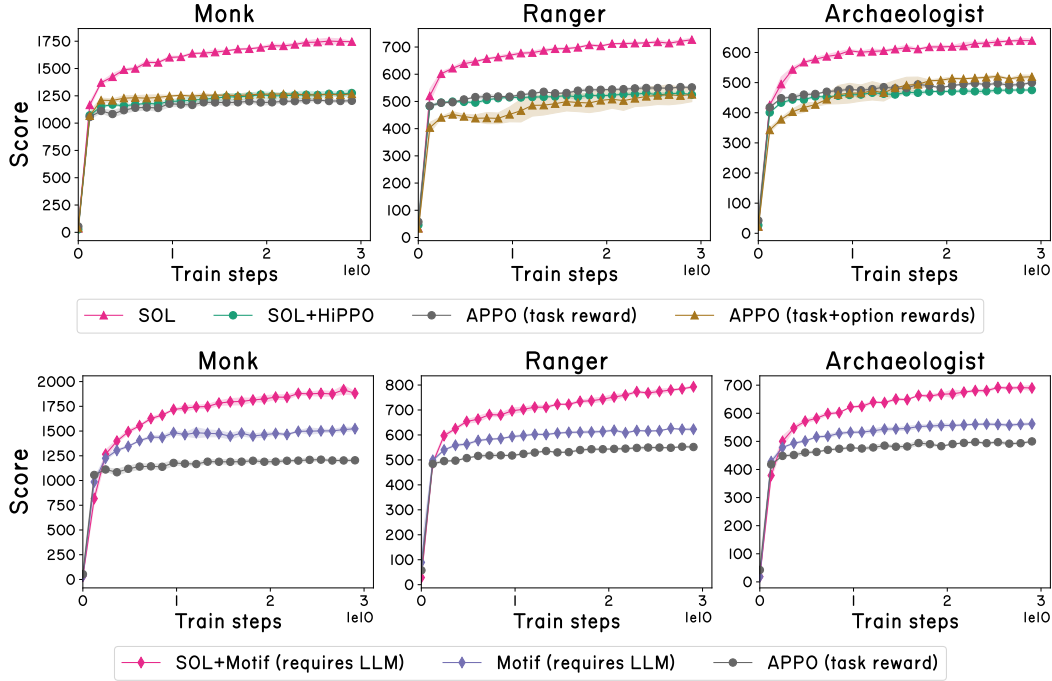 Monk Ranger Archaeologist
Score
1750
1500
1250
1000
750
500
250
0
0 1 2 3
1e10
Train steps
700
600
500
400
300
200
100
0
0 1 2 3
1e10
Train steps
600
500
400
300
200
100
0
0 1 2 3
1e10
Train steps
SOL SOL+HiPPO APPO (task reward) APPO (task+option rewards)
Monk Ranger Archaeologist
Score
2000
1750
1500
1250
1000
750
500
250
0
0 1 2 3
1e10
Train steps
800
700
600
500
400
300
200
100
0
0 1 2 3
1e10
Train steps
700
600
500
400
300
200
100
0
0 1 2 3
1e10
Train steps
SOL+Motif (requires LLM) Motif (requires LLM) APPO (task reward)